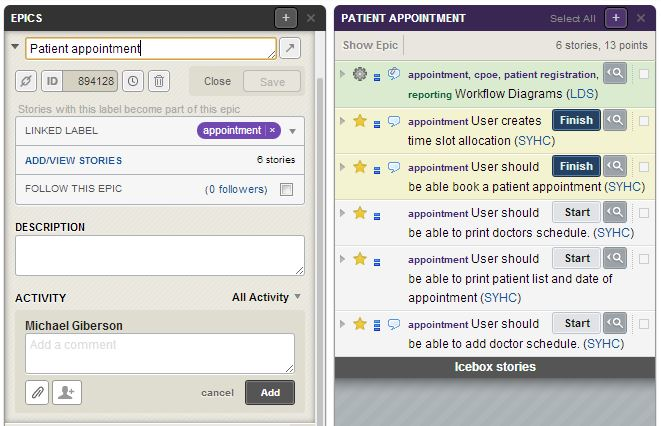 EPICS
Patient appointment
ID 894128 Close Save
Stories with this label become part of this epic
LINKED LABEL appointment ×
ADD/VIEW STORIES 6 stories
FOLLOW THIS EPIC (0 followers)
DESCRIPTION
ACTIVITY All Activity
Michael Giberson
Add a comment
cancel Add
PATIENT APPOINTMENT Select All
Show Epic 6 stories, 13 points
appointment, cpoe, patient registration,
reporting Workflow Diagrams (LDS)
appointment User creates Finish
time slot allocation (SYHC)
appointment User should Finish
be able book a patient appointment (SYHC)
appointment User should Start
be able to print doctors schedule. (SYHC)
appointment User should Start
be able to print patient list and date of
appointment (SYHC)
appointment User should Start
be able to add doctor schedule. (SYHC)
Icebox stories